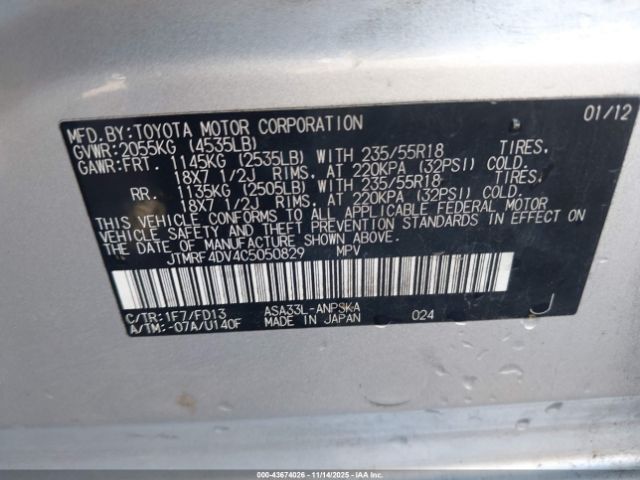 MFD.BY:TOYOTA MOTOR CORPORATION 01/12
GVWR:2055KG (4535LB)
GAWR:FRT. 1145KG (2535LB) WITH 235/55R18 TIRES,
18X7 1/2J RIMS, AT 220KPA (32PSI) COLD.
RR. 1135KG (2505LB) WITH 235/55R18 TIRES,
18X7 1/2J RIMS, AT 220KPA (32PSI) COLD.
THIS VEHICLE CONFORMS TO ALL APPLICABLE FEDERAL MOTOR
VEHICLE SAFETY AND THEFT PREVENTION STANDARDS IN EFFECT ON
THE DATE OF MANUFACTURE SHOWN ABOVE.
JTMRF4DV4C5050829 MPV
C/TR:1F7/FD13 ASA33L-ANPSKA
A/TM:-07A/U140F MADE IN JAPAN 024 J
000-43674026 - 11/14/2025 - COPYRIGHT IAA, LLC.